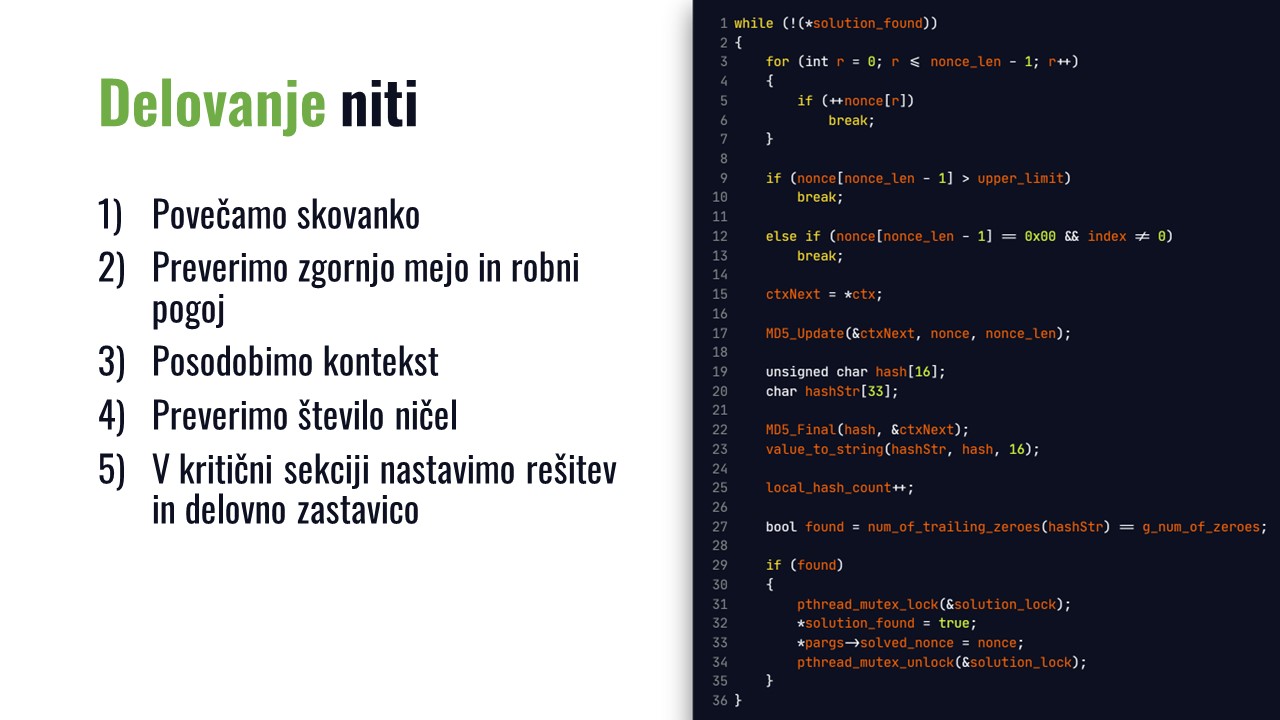 Delovanje niti
1) Povečamo skovanko
2) Preverimo zgornjo mejo in robni
pogoj
3) Posodobimo kontekst
4) Preverimo število ničel
5) V kritični sekciji nastavimo rešitev
in delovno zastavico
1 while (!(*solution_found))
2 {
3     for (int r = 0; r <= nonce_len - 1; r++)
4     {
5         if (++nonce[r])
6             break;
7     }
8
9     if (nonce[nonce_len - 1] > upper_limit)
10         break;
11
12     else if (nonce[nonce_len - 1] == 0x00 && index != 0)
13         break;
14
15     ctxNext = *ctx;
16
17     MD5_Update(&ctxNext, nonce, nonce_len);
18
19     unsigned char hash[16];
20     char hashStr[33];
21
22     MD5_Final(hash, &ctxNext);
23     value_to_string(hashStr, hash, 16);
24
25     local_hash_count++;
26
27     bool found = num_of_trailing_zeroes(hashStr) == g_num_of_zeroes;
28
29     if (found)
30     {
31         pthread_mutex_lock(&solution_lock);
32         *solution_found = true;
33         *pargs->solved_nonce = nonce;
34         pthread_mutex_unlock(&solution_lock);
35     }
36 }